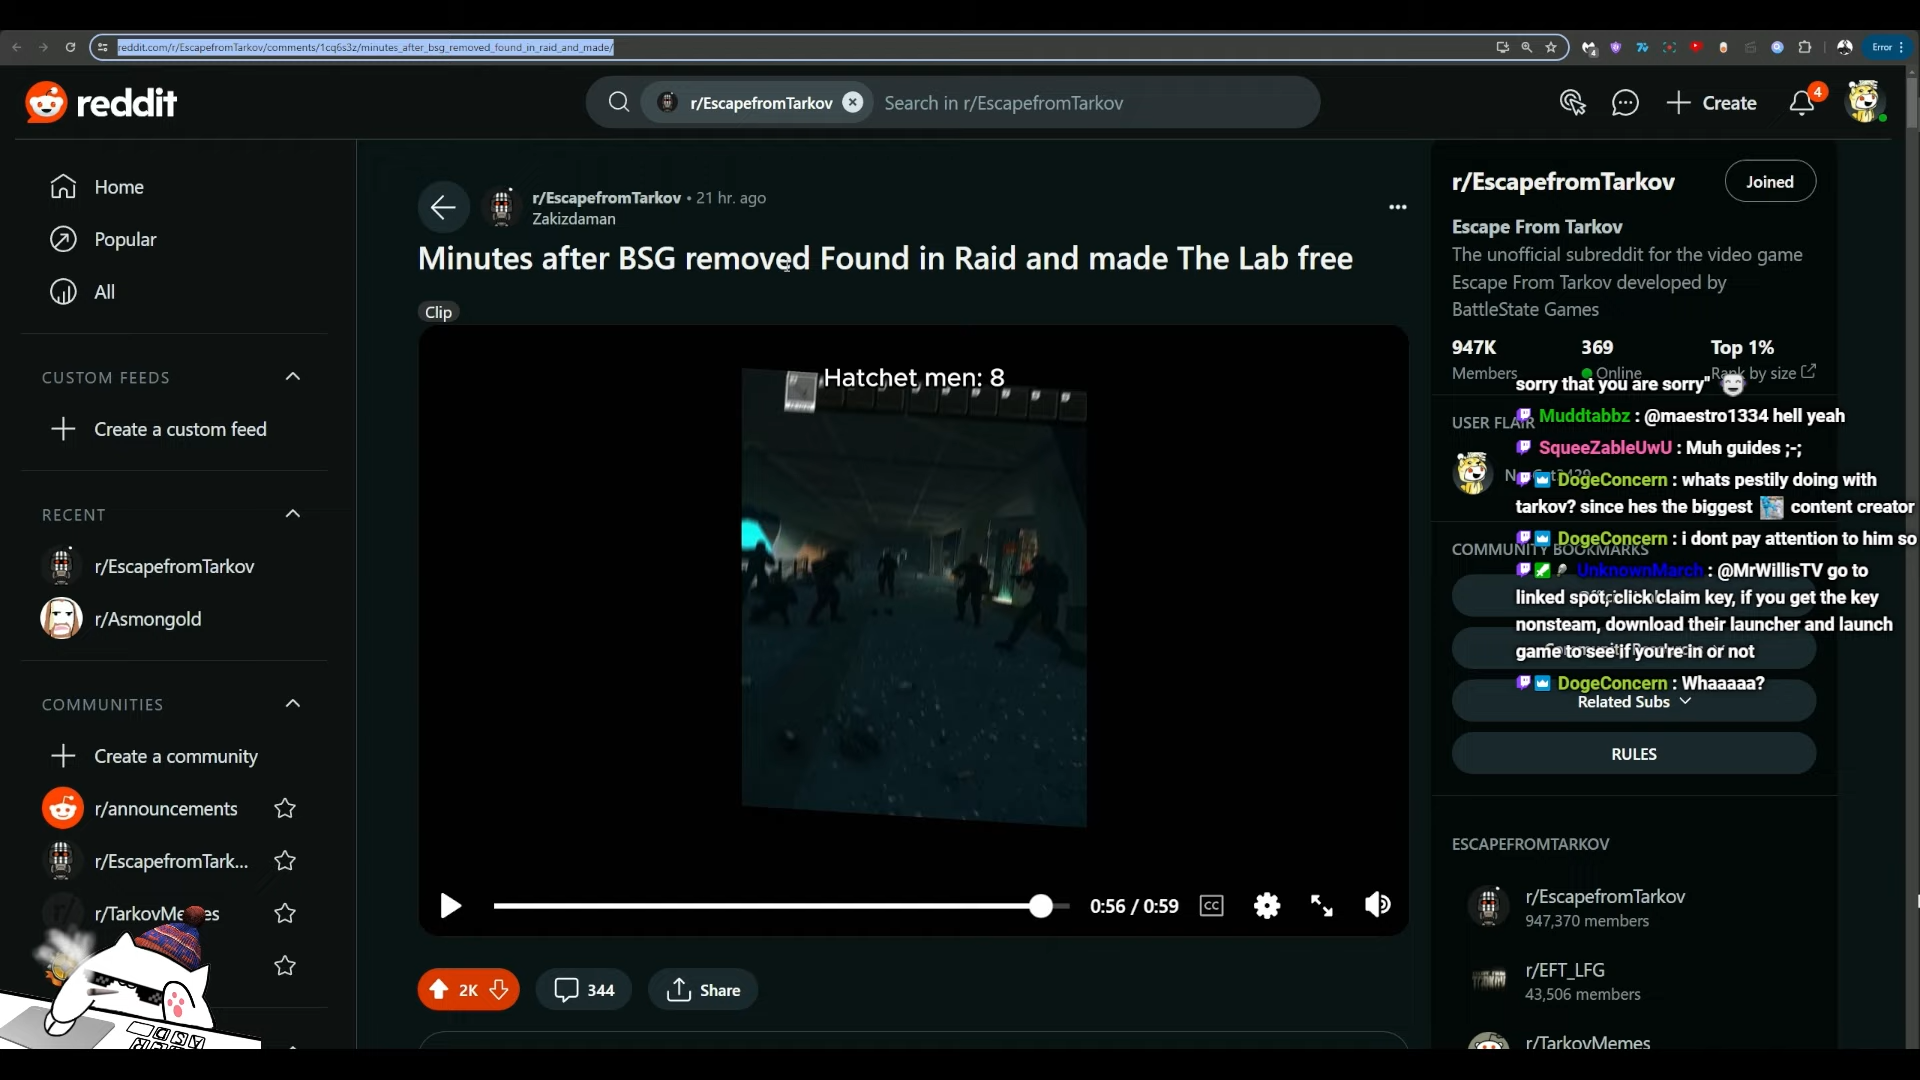 reddit.com/r/EscapefromTarkov/comments/1cq6s3z/minutes_after_bsg_removed_found_in_raid_and_made/
4
Error
reddit
r/EscapefromTarkov
Search in r/EscapefromTarkov
Create
4
Home
Popular
All
CUSTOM FEEDS
Create a custom feed
RECENT
r/EscapefromTarkov
r/Asmongold
COMMUNITIES
Create a community
r/announcements
r/EscapefromTark...
r/TarkovMemes
r/EscapefromTarkov • 21 hr. ago
Zakizdaman
Minutes after BSG removed Found in Raid and made The Lab free
Clip
Hatchet men: 8
0:56 / 0:59
CC
2K
344
Share
r/EscapefromTarkov
Joined
Escape From Tarkov
The unofficial subreddit for the video game
Escape From Tarkov developed by
BattleState Games
947K
369
Top 1%
Members
Online
Rank by size
sorry that you are sorry"
Muddtabbz : @maestro1334 hell yeah
USER FLAIR
SqueeZableUwU : Muh guides ;-;
DogeConcern : whats pestily doing with
tarkov? since hes the biggest content creator
DogeConcern : i dont pay attention to him so
COMMUNITY BOOKMARKS
UnknownMarch : @MrWillisTV go to
linked spot, click claim key, if you get the key
nonsteam, download their launcher and launch
game to see if you're in or not
DogeConcern : Whaaaaa?
Related Subs
RULES
ESCAPEFROMTARKOV
r/EscapefromTarkov
947,370 members
r/EFT_LFG
43,506 members
r/TarkovMemes